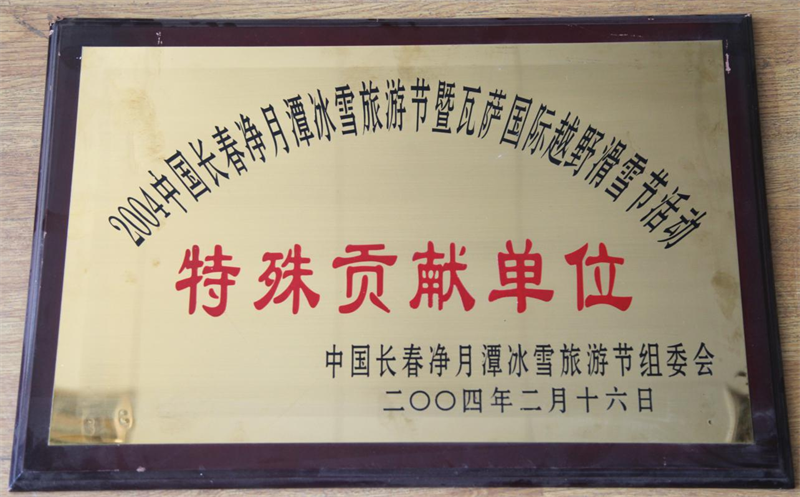 2004中国长春净月潭冰雪旅游节暨瓦萨国际越野滑雪节活动
特殊贡献单位
中国长春净月潭冰雪旅游节组委会
二〇〇四年二月十六日